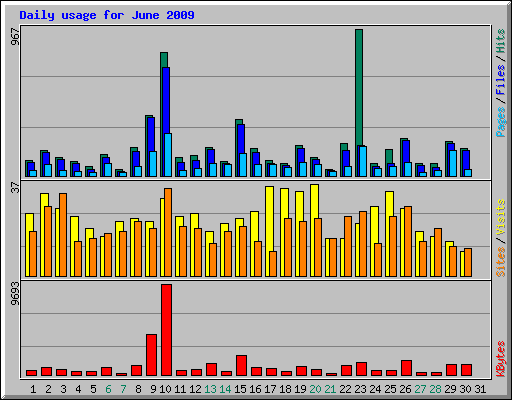 Daily usage for June 2009
967
Pages / Files / Hits
37
Sites / Visits
9693
KBytes
1 2 3 4 5 6 7 8 9 10 11 12 13 14 15 16 17 18 19 20 21 22 23 24 25 26 27 28 29 30 31